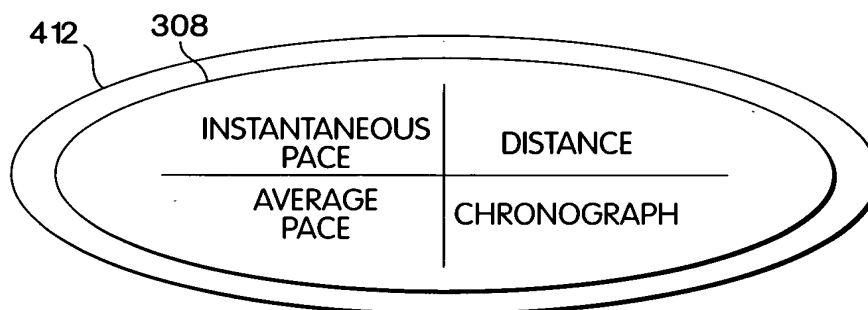 412
308
INSTANTANEOUS
PACE
DISTANCE
AVERAGE
PACE
CHRONOGRAPH